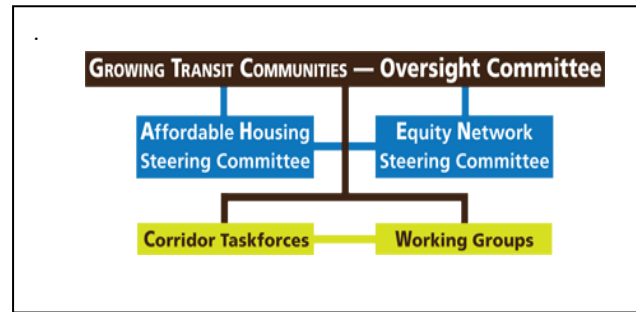 .
GROWING TRANSIT COMMUNITIES — Oversight Committee
Affordable Housing
Steering Committee
Equity Network
Steering Committee
Corridor Taskforces
Working Groups